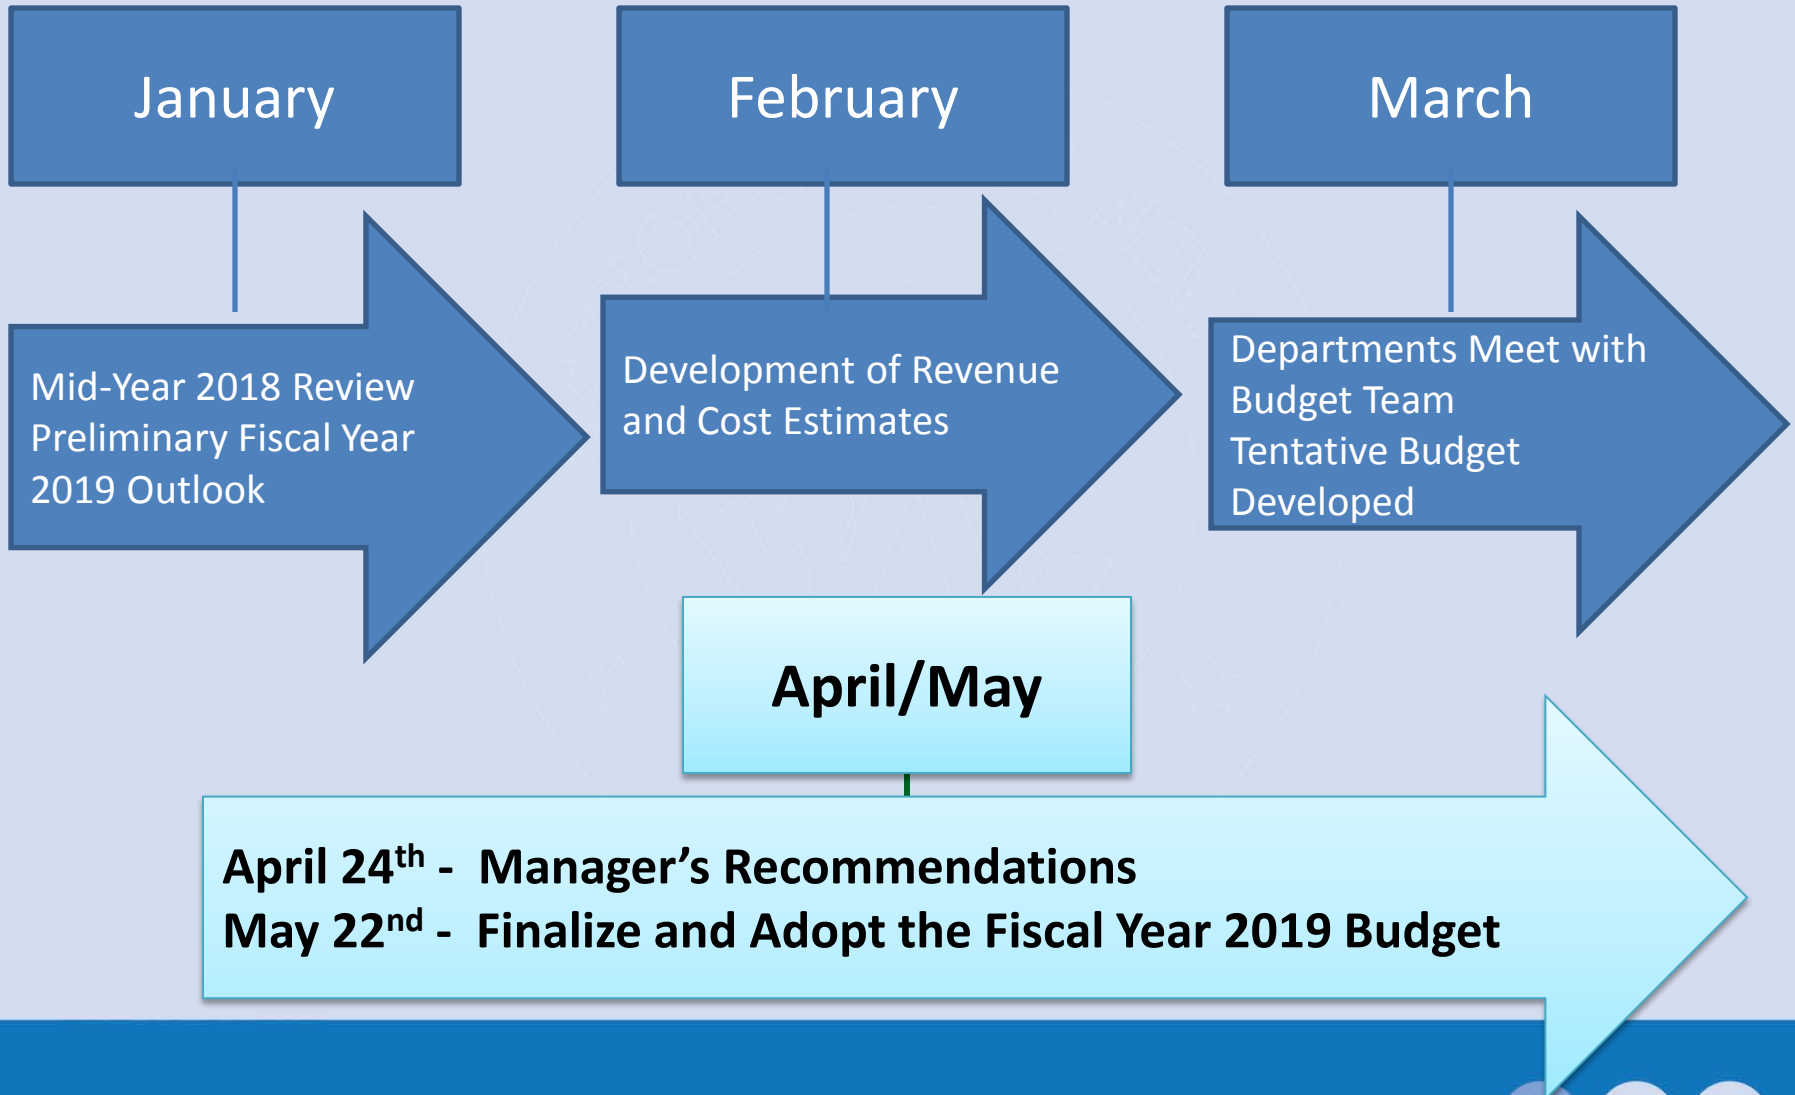 January
February
March
Mid-Year 2018 Review
Preliminary Fiscal Year
2019 Outlook
Development of Revenue
and Cost Estimates
Departments Meet with
Budget Team
Tentative Budget
Developed
April/May
April 24th - Manager’s Recommendations
May 22nd - Finalize and Adopt the Fiscal Year 2019 Budget